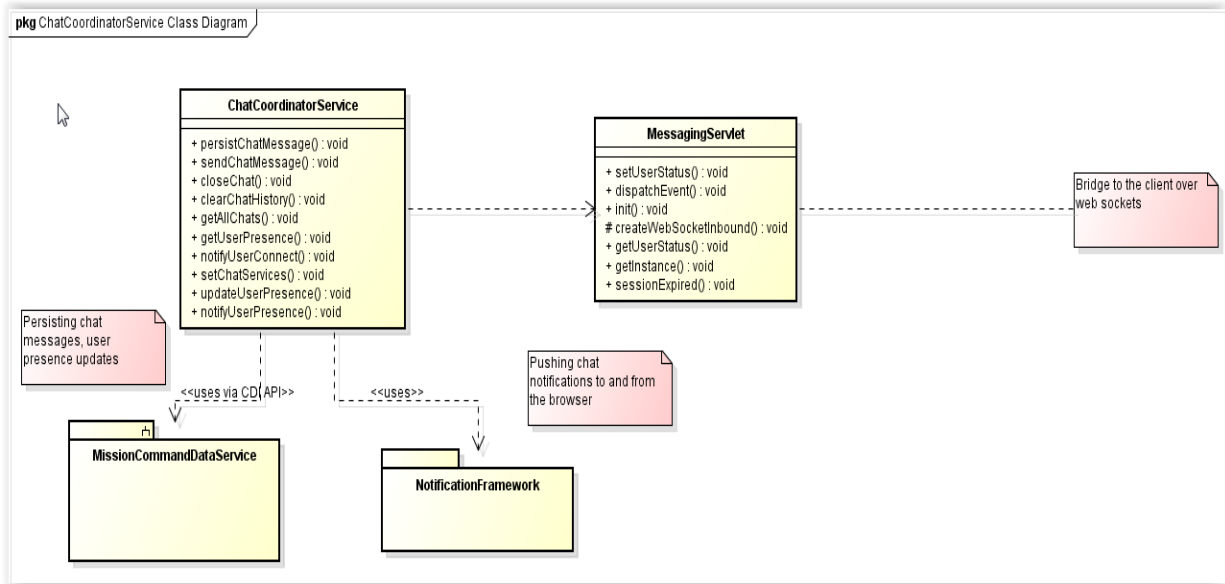 pkg ChatCoordinatorService Class Diagram
ChatCoordinatorService
+ persistChatMessage() : void
+ sendChatMessage() : void
+ closeChat() : void
+ clearChatHistory() : void
+ getAllChats() : void
+ getUserPresence() : void
+ notifyUserConnect() : void
+ setChatServices() : void
+ updateUserPresence() : void
+ notifyUserPresence() : void
MessagingServlet
+ setUserStatus() : void
+ dispatchEvent() : void
+ init() : void
# createWebSocketInbound() : void
+ getUserStatus() : void
+ getInstance() : void
+ sessionExpired() : void
Bridge to the client over
web sockets
Persisting chat
messages, user
presence updates
<<uses via CDI API>>
<<uses>>
Pushing chat
notifications to and from
the browser
MissionCommandDataService
NotificationFramework